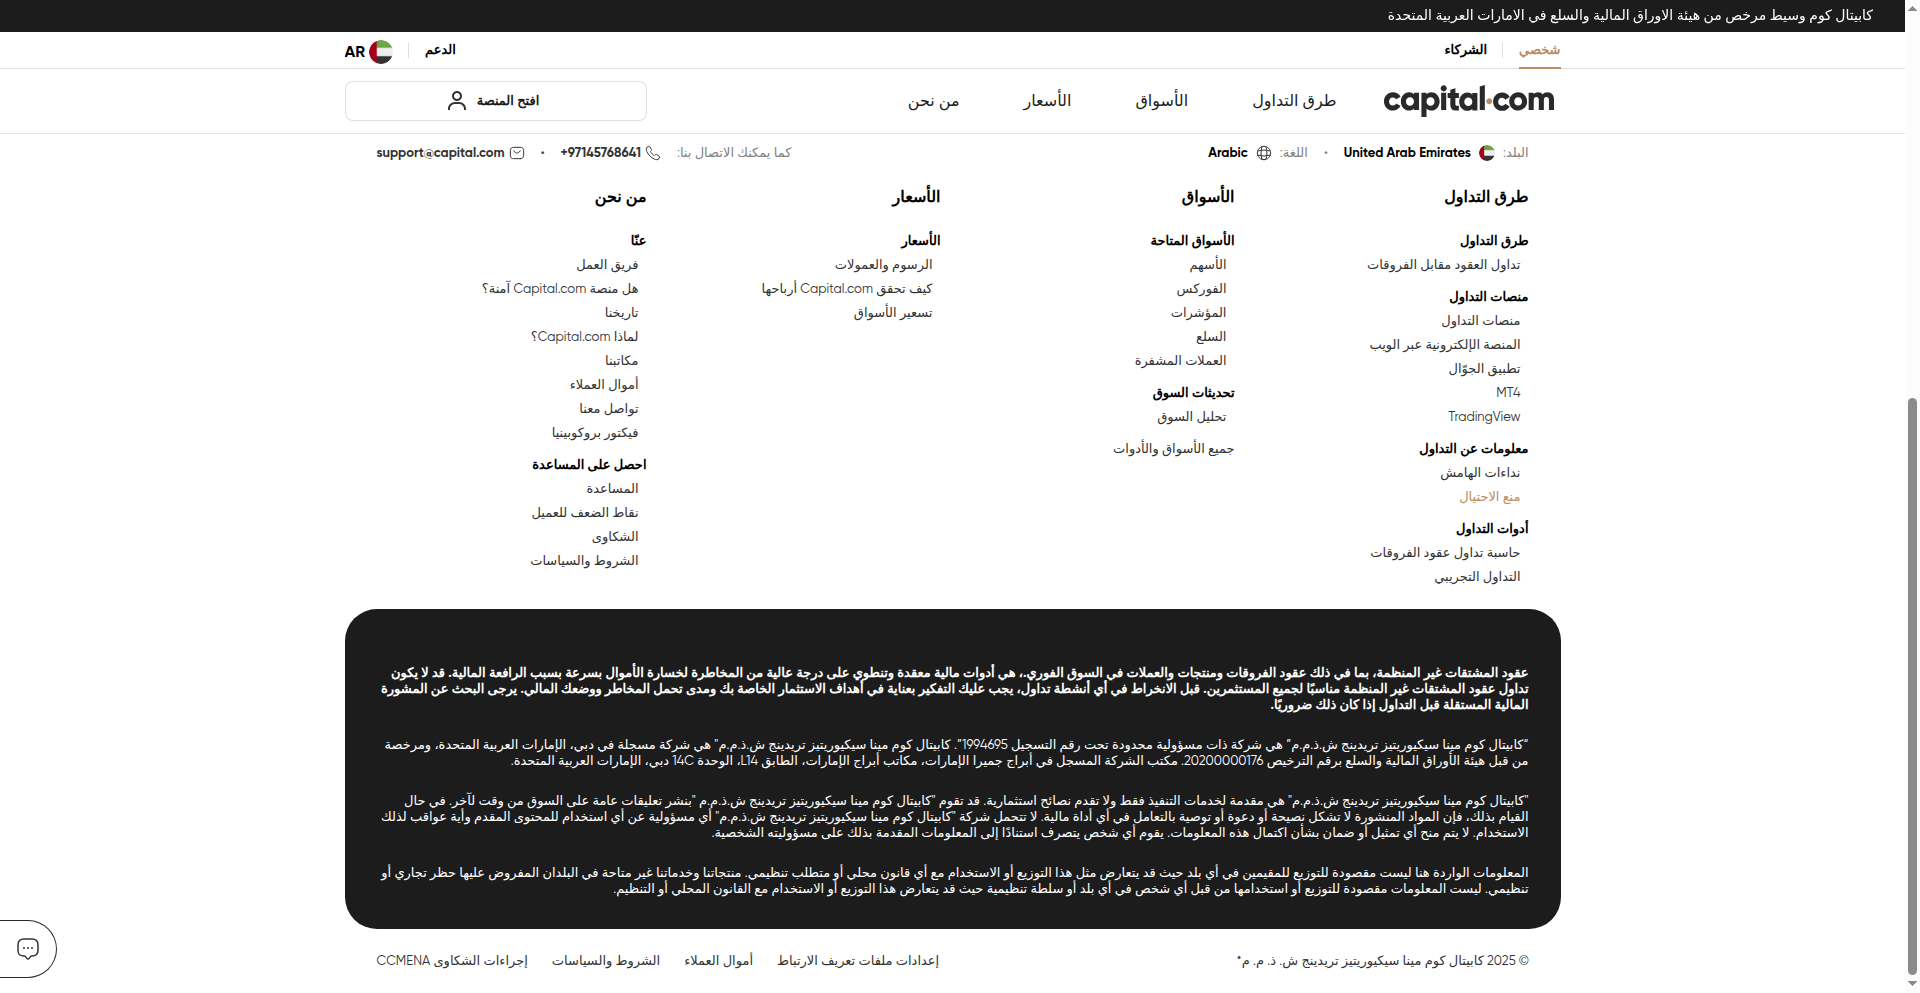 كابيتال كوم وسيط مرخص من هيئة الاوراق المالية والسلع في الامارات العربية المتحدة
شخصي
الشركاء
الدعم
AR
capital.com
طرق التداول
الأسواق
الأسعار
من نحن
افتح المنصة
البلد: United Arab Emirates • اللغة: Arabic
كما يمكنك الاتصال بنا: +97145768641 • support@capital.com
طرق التداول
طرق التداول
تداول العقود مقابل الفروقات
منصات التداول
منصات التداول
المنصة الإلكترونية عبر الويب
تطبيق الجوّال
MT4
TradingView
معلومات عن التداول
نداءات الهامش
منع الاحتيال
أدوات التداول
حاسبة تداول عقود الفروقات
التداول التجريبي
الأسواق
الأسواق المتاحة
الأسهم
الفوركس
المؤشرات
السلع
العملات المشفرة
تحديثات السوق
تحليل السوق
جميع الأسواق والأدوات
الأسعار
الأسعار
الرسوم والعمولات
كيف تحقق Capital.com أرباحها
تسعير الأسواق
من نحن
عنّا
فريق العمل
هل منصة Capital.com آمنة؟
تاريخنا
لماذا Capital.com؟
مكاتبنا
أموال العملاء
تواصل معنا
فيكتور بروكوبينيا
احصل على المساعدة
المساعدة
نقاط الضعف للعميل
الشكاوى
الشروط والسياسات
عقود المشتقات غير المنظمة، بما في ذلك عقود الفروقات ومنتجات والعملات في السوق الفوري.، هي أدوات مالية معقدة وتنطوي على درجة عالية من المخاطرة لخسارة الأموال بسرعة بسبب الرافعة المالية. قد لا يكون
تداول عقود المشتقات غير المنظمة مناسبًا لجميع المستثمرين. قبل الانخراط في أي أنشطة تداول، يجب عليك التفكير بعناية في أهداف الاستثمار الخاصة بك ومدى تحمل المخاطر ووضعك المالي. يرجى البحث عن المشورة
المالية المستقلة قبل التداول إذا كان ذلك ضروريًا.
“كابيتال كوم مينا سيكيوريتيز تريدينج ش.ذ.م.م” هي شركة ذات مسؤولية محدودة تحت رقم التسجيل 1994695”. كابيتال كوم مينا سيكيوريتيز تريدينج ش.ذ.م.م" هي شركة مسجلة في دبي، الإمارات العربية المتحدة، ومرخصة
من قبل هيئة الأوراق المالية والسلع برقم الترخيص 20200000176. مكتب الشركة المسجل في أبراج جميرا الإمارات، مكاتب أبراج الإمارات، الطابق L14، الوحدة 14C دبي، الإمارات العربية المتحدة.
"كابيتال كوم مينا سيكيوريتيز تريدينج ش.ذ.م.م" هي مقدمة لخدمات التنفيذ فقط ولا تقدم نصائح استثمارية. قد تقوم "كابيتال كوم مينا سيكيوريتيز تريدينج ش.ذ.م.م "بنشر تعليقات عامة على السوق من وقت لآخر. في حال
القيام بذلك، فإن المواد المنشورة لا تشكل نصيحة أو دعوة أو توصية بالتعامل في أي أداة مالية. لا تتحمل شركة "كابيتال كوم مينا سيكيوريتيز تريدينج ش.ذ.م.م" أي مسؤولية عن أي استخدام للمحتوى المقدم وأية عواقب لذلك
الاستخدام. لا يتم منح أي تمثيل أو ضمان بشأن اكتمال هذه المعلومات. يقوم أي شخص يتصرف استنادًا إلى المعلومات المقدمة بذلك على مسؤوليته الشخصية.
المعلومات الواردة هنا ليست مقصودة للتوزيع للمقيمين في أي بلد حيث قد يتعارض مثل هذا التوزيع أو الاستخدام مع أي قانون محلي أو متطلب تنظيمي. منتجاتنا وخدماتنا غير متاحة في البلدان المفروض عليها حظر تجاري أو
تنظيمي. ليست المعلومات مقصودة للتوزيع أو استخدامها من قبل أي شخص في أي بلد أو سلطة تنظيمية حيث قد يتعارض هذا التوزيع أو الاستخدام مع القانون المحلي أو التنظيم.
© 2025 كابيتال كوم مينا سيكيوريتيز تريدينج ش. ذ. م. م•
إعدادات ملفات تعريف الارتباط
أموال العملاء
الشروط والسياسات
إجراءات الشكاوى CCMENA